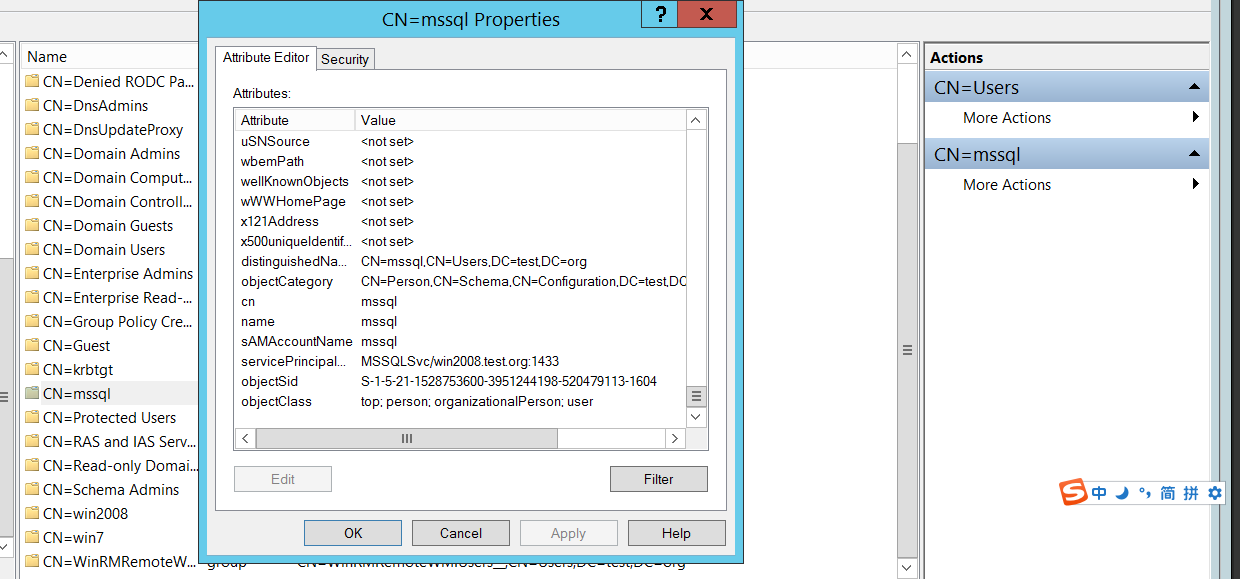 CN=mssql Properties
?
X
Attribute Editor
Security
Attributes:
Attribute Value
uSNSource <not set>
wbemPath <not set>
wellKnownObjects <not set>
wWWHomePage <not set>
x121Address <not set>
x500uniqueIdentif... <not set>
distinguishedNa... CN=mssql,CN=Users,DC=test,DC=org
objectCategory CN=Person,CN=Schema,CN=Configuration,DC=test,DC
cn mssql
name mssql
sAMAccountName mssql
servicePrincipal... MSSQLSvc/win2008.test.org:1433
objectSid S-1-5-21-1528753600-3951244198-520479113-1604
objectClass top; person; organizationalPerson; user
Edit
Filter
OK
Cancel
Apply
Help
Name
CN=Denied RODC Pa...
CN=DnsAdmins
CN=DnsUpdateProxy
CN=Domain Admins
CN=Domain Comput...
CN=Domain Controll...
CN=Domain Guests
CN=Domain Users
CN=Enterprise Admins
CN=Enterprise Read-...
CN=Group Policy Cre...
CN=Guest
CN=krbtgt
CN=mssql
CN=Protected Users
CN=RAS and IAS Serv...
CN=Read-only Domai...
CN=Schema Admins
CN=win2008
CN=win7
CN=WinRMRemoteW... group CN=WinRMRemoteWMIUsers__,CN=Users,DC=test,DC=org
Actions
CN=Users
More Actions
CN=mssql
More Actions
S 中 简 拼